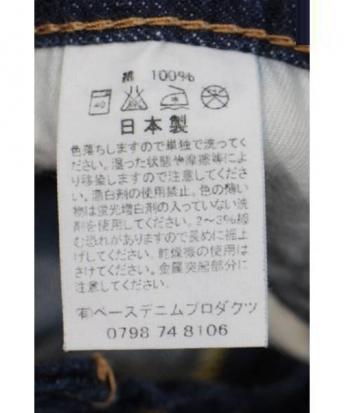 綿 100%
40
日本製
色落ちしますので単独で洗ってく
ださい。湿った状態や摩擦等によ
り移染しますので注意してください
。漂白剤の使用禁止。色の薄い
物は蛍光増白剤の入っていない洗
剤を使用してください。2～3%縮
む恐れがありますので長めに裾上
げしてください。乾燥機の使用は
さけてください。金属突起部分に
注意してください。
㈲ベースデニムプロダクツ
0798 74 8106